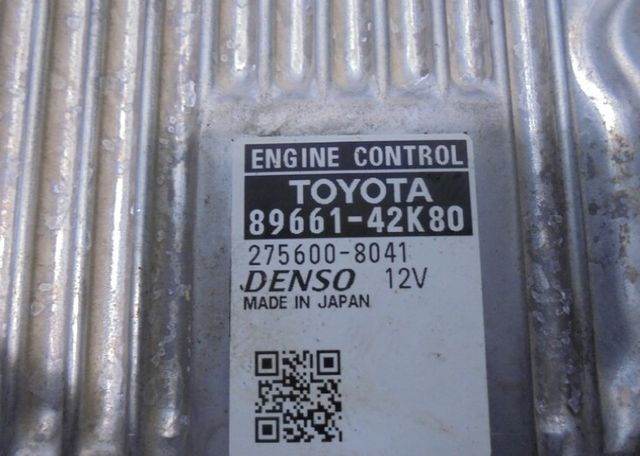 ENGINE CONTROL
TOYOTA
89661-42K80
275600-8041
DENSO 12V
MADE IN JAPAN